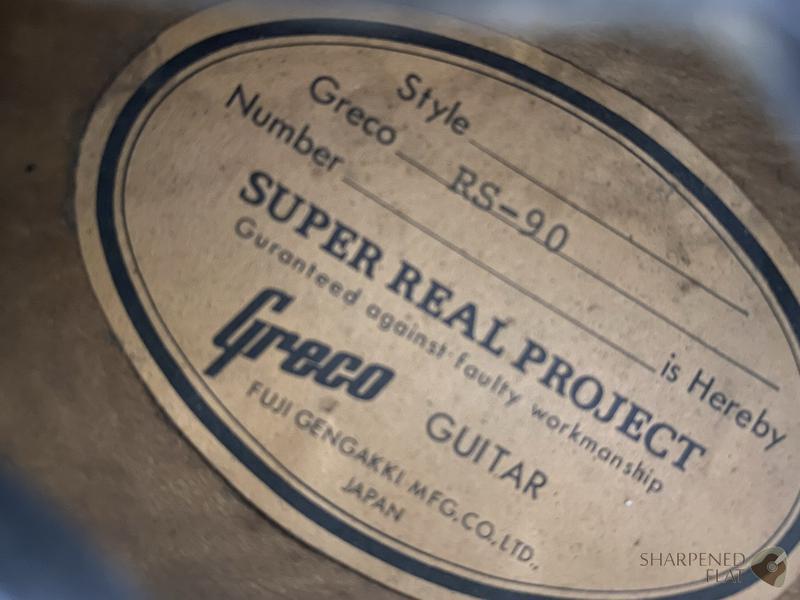 Style
Greco RS-90
Number is Hereby
SUPER REAL PROJECT
Guranteed against faulty workmanship
Greco GUITAR
FUJI GENGAKKI MFG.CO.,LTD.,
JAPAN
SHARPENED
FLAT